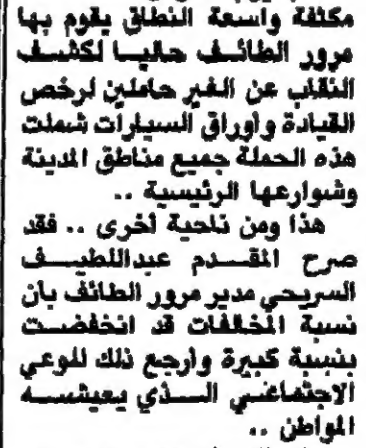 مكثفة واسعة النطاق يقوم بها
مرور الطائف حاليا لكشف
النقاب عن الغير حاملين لرخص
القيادة وأوراق السيارات شملت
هذه الحملة جميع مناطق المدينة
وشوارعها الرئيسية ..
هذا ومن ناحية أخرى .. فقد
صرح المقدم عبداللطيف
السريحي مدير مرور الطائف بأن
نسبة المخالفات قد انخفضت
بنسبة كبيرة وأرجع ذلك للوعي
الاجتماعي الذي يعيشه
المواطن ..